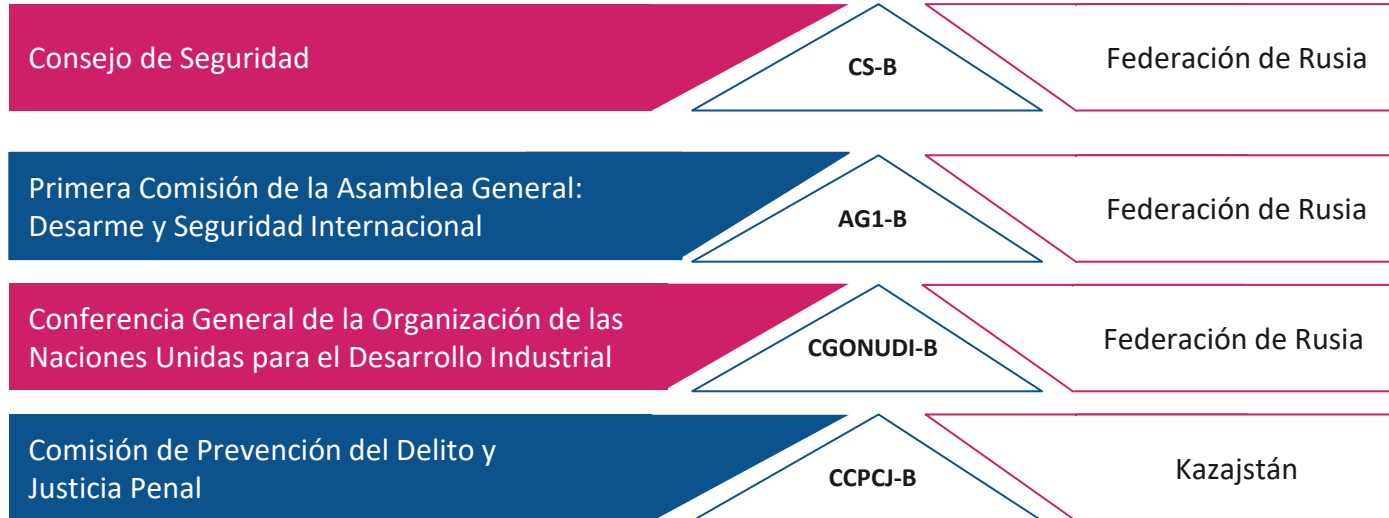 Consejo de Seguridad
CS-B
Federación de Rusia
Primera Comisión de la Asamblea General:
Desarme y Seguridad Internacional
AG1-B
Federación de Rusia
Conferencia General de la Organización de las
Naciones Unidas para el Desarrollo Industrial
CGONUDI-B
Federación de Rusia
Comisión de Prevención del Delito y
Justicia Penal
CCPCJ-B
Kazajstán